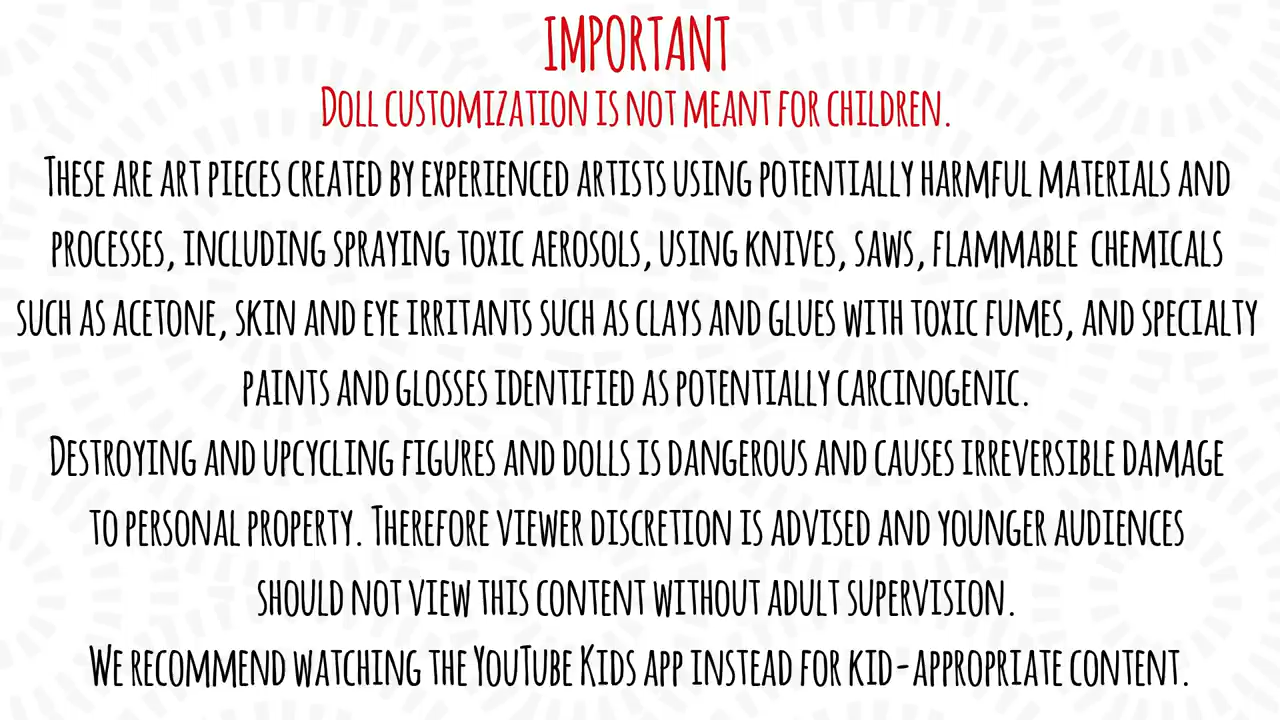 IMPORTANT
DOLL CUSTOMIZATION IS NOT MEANT FOR CHILDREN.
THESE ARE ART PIECES CREATED BY EXPERIENCED ARTISTS USING POTENTIALLY HARMFUL MATERIALS AND
PROCESSES, INCLUDING SPRAYING TOXIC AEROSOLS, USING KNIVES, SAWS, FLAMMABLE CHEMICALS
SUCH AS ACETONE, SKIN AND EYE IRRITANTS SUCH AS CLAYS AND GLUES WITH TOXIC FUMES, AND SPECIALTY
PAINTS AND GLOSSES IDENTIFIED AS POTENTIALLY CARCINOGENIC.
DESTROYING AND UPCYCLING FIGURES AND DOLLS IS DANGEROUS AND CAUSES IRREVERSIBLE DAMAGE
TO PERSONAL PROPERTY. THEREFORE VIEWER DISCRETION IS ADVISED AND YOUNGER AUDIENCES
SHOULD NOT VIEW THIS CONTENT WITHOUT ADULT SUPERVISION.
WE RECOMMEND WATCHING THE YOUTUBE KIDS APP INSTEAD FOR KID-APPROPRIATE CONTENT.